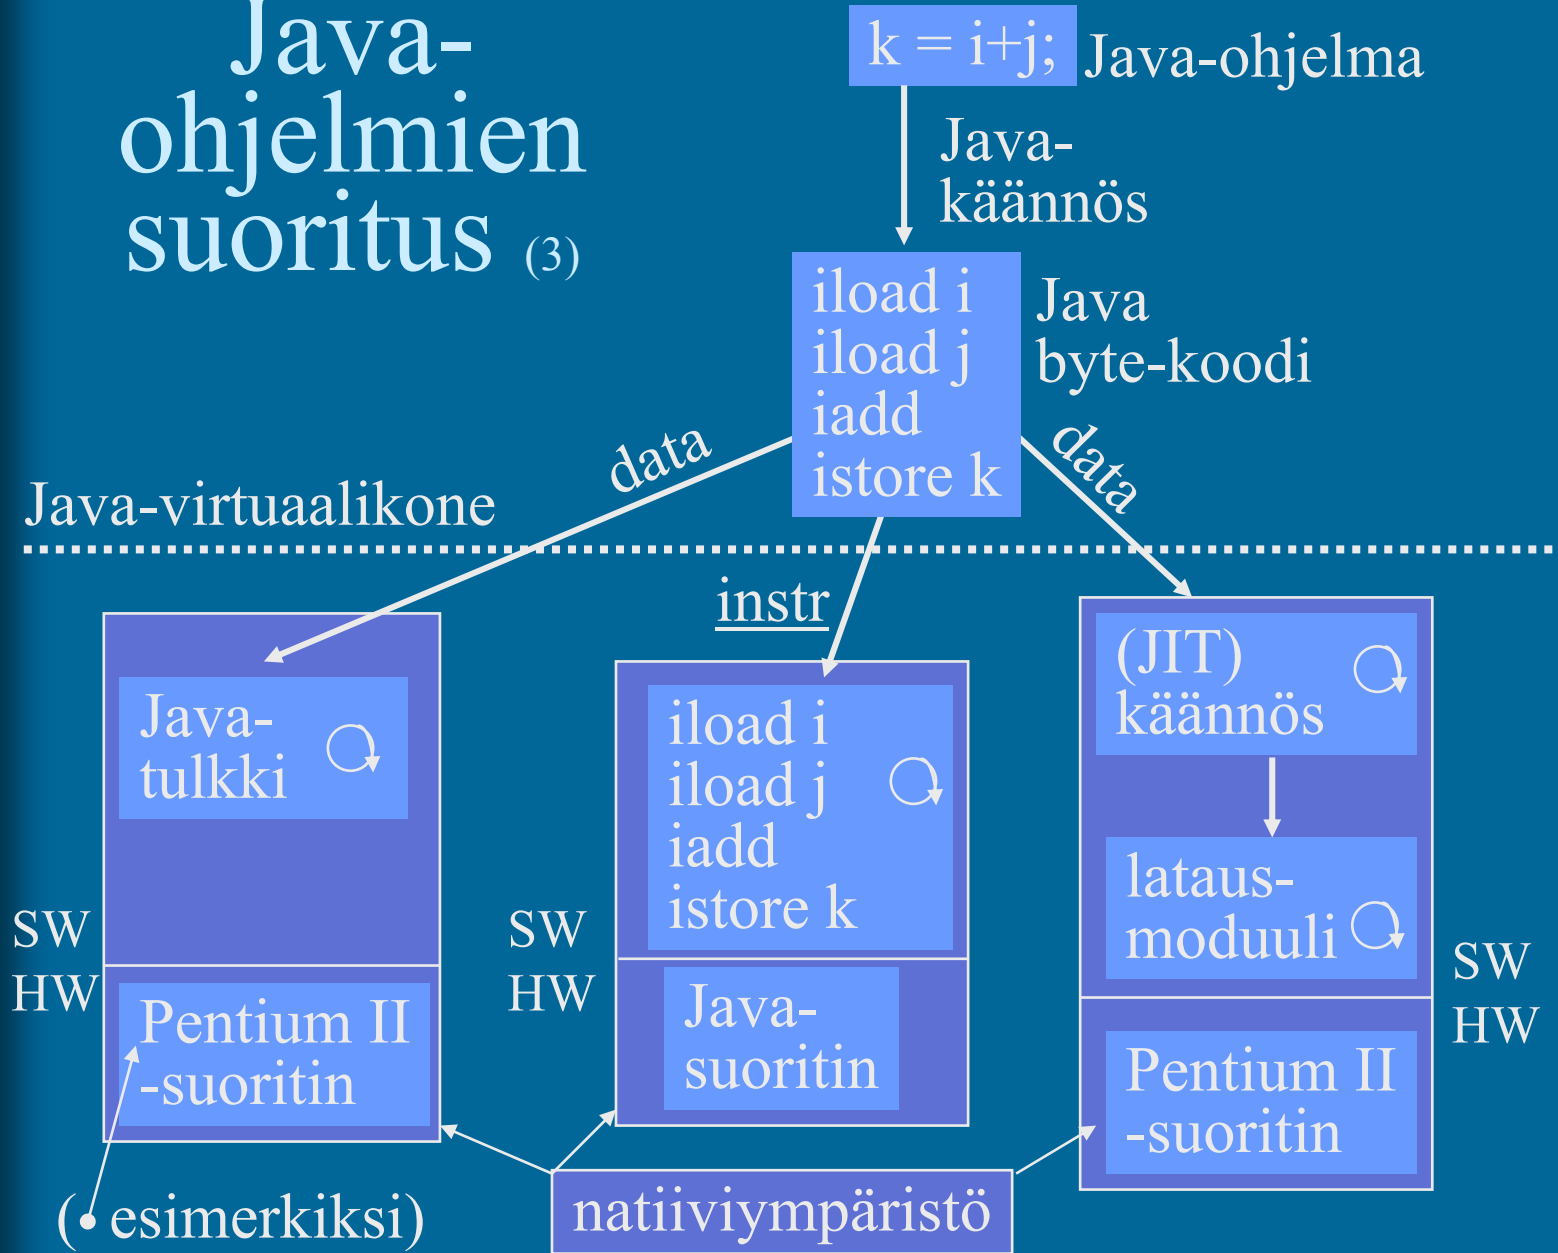 Java-
ohjelmien
suoritus (3)
k = i+j;
Java-ohjelma
Java-
käännös
iload i
iload j
iadd
istore k
Java
byte-koodi
data
data
Java-virtuaalikone
instr
Java-
tulkki
SW
HW
Pentium II
-suoritin
(• esimerkiksi)
iload i
iload j
iadd
istore k
SW
HW
Java-
suoritin
(JIT)
käännös
lataus-
moduuli
SW
HW
Pentium II
-suoritin
natiiviympäristö